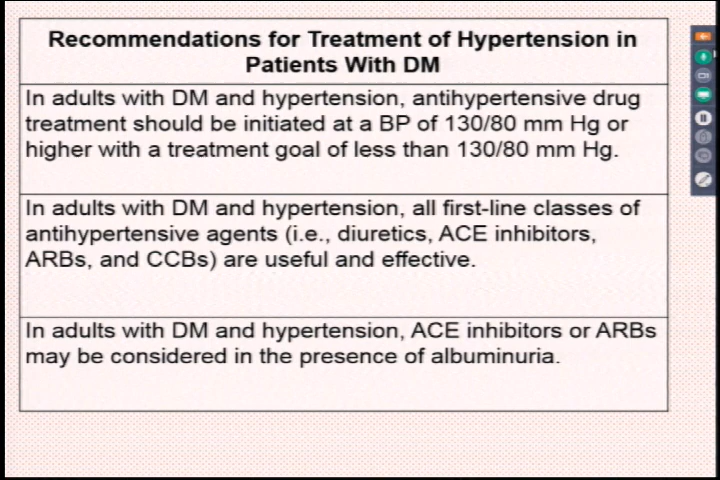 Recommendations for Treatment of Hypertension in
Patients With DM
In adults with DM and hypertension, antihypertensive drug
treatment should be initiated at a BP of 130/80 mm Hg or
higher with a treatment goal of less than 130/80 mm Hg.
In adults with DM and hypertension, all first-line classes of
antihypertensive agents (i.e., diuretics, ACE inhibitors,
ARBs, and CCBs) are useful and effective.
In adults with DM and hypertension, ACE inhibitors or ARBs
may be considered in the presence of albuminuria.